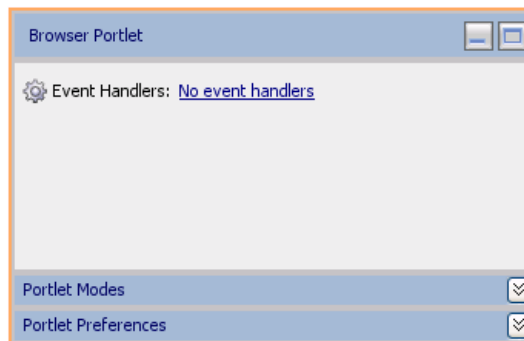 Browser Portlet
Event Handlers: No event handlers
Portlet Modes
Portlet Preferences